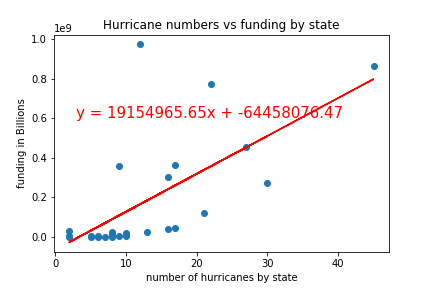 Hurricane numbers vs funding by state
1e9
1.0
0.8
0.6
0.4
0.2
0.0
funding in Billions
y = 19154965.65x + -64458076.47
0 10 20 30 40
number of hurricanes by state